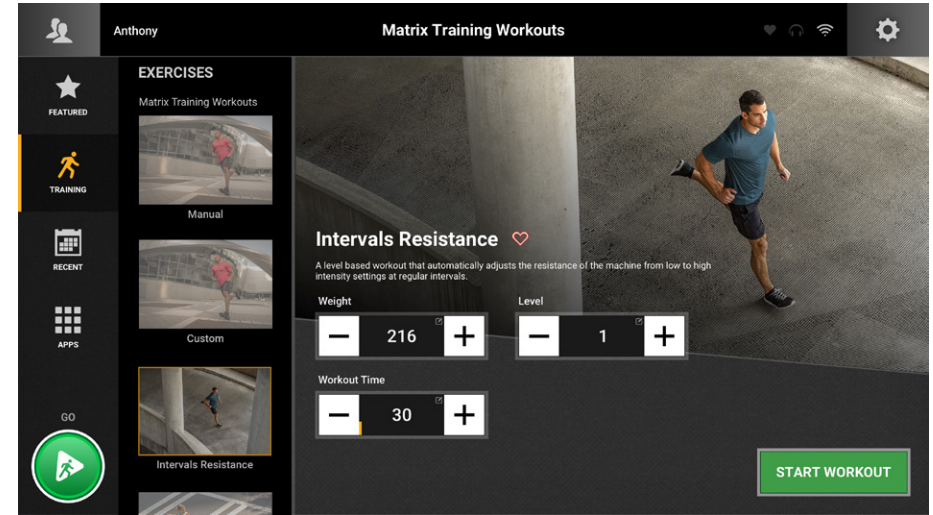 Anthony
Matrix Training Workouts
FEATURED
TRAINING
RECENT
APPS
GO
EXERCISES
Matrix Training Workouts
Manual
Custom
Intervals Resistance
Intervals Resistance
A level based workout that automatically adjusts the resistance of the machine from low to high
intensity settings at regular intervals.
Weight
Level
216
1
Workout Time
30
START WORKOUT